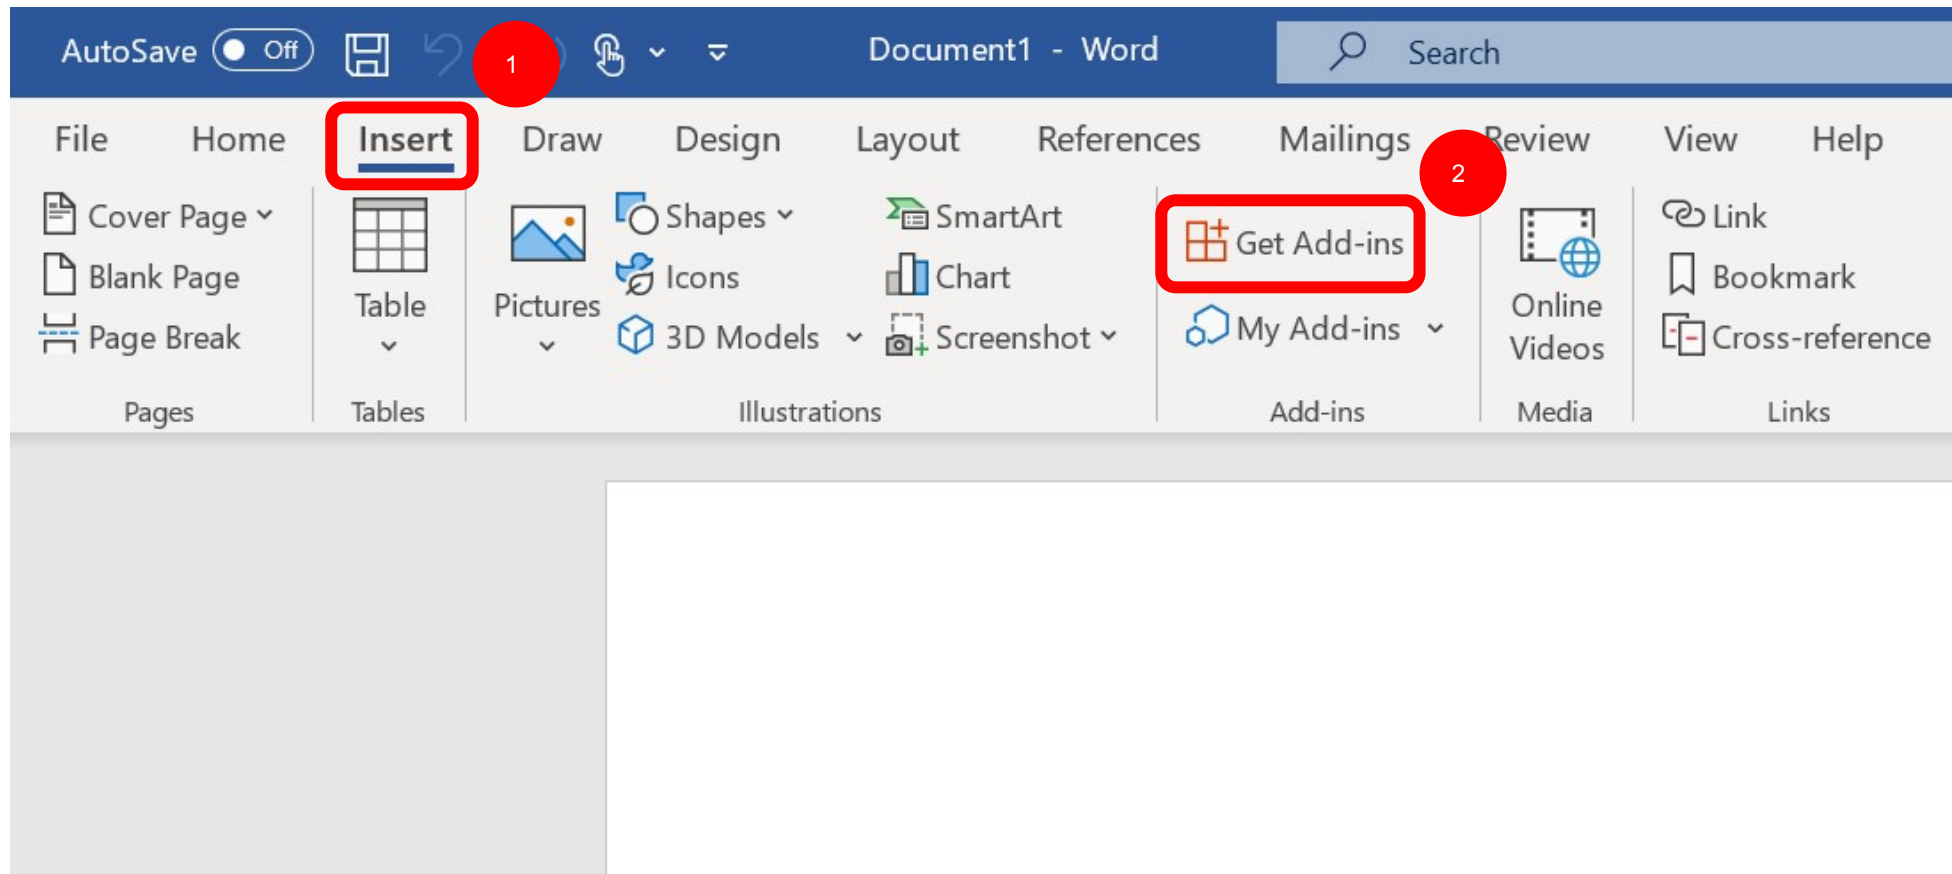 AutoSave Off 1 Document1 - Word Search
File Home Insert Draw Design Layout References Mailings 2 Review View Help
Cover Page
Blank Page
Page Break
Pages
Table
Tables
Pictures
Shapes
Icons
3D Models
SmartArt
Chart
Screenshot
Illustrations
Get Add-ins
My Add-ins
Add-ins
Online
Videos
Media
Link
Bookmark
Cross-reference
Links